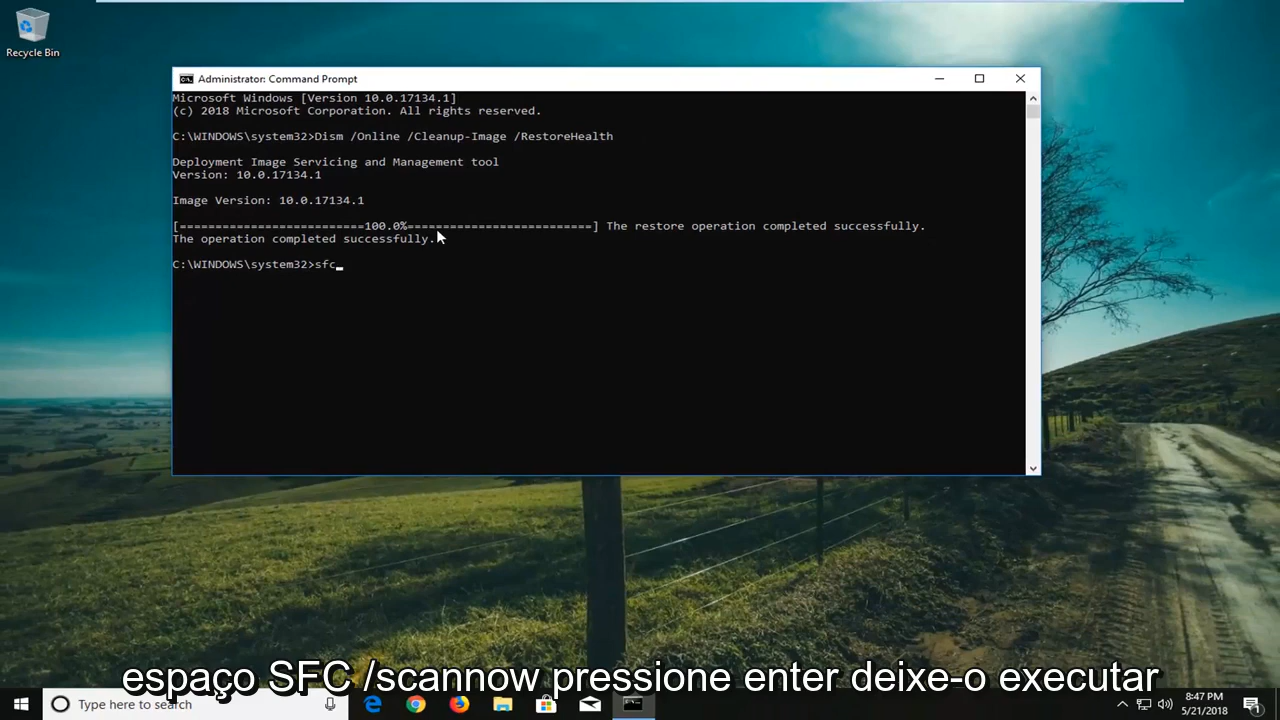 Recycle Bin
Administrator: Command Prompt
Microsoft Windows [Version 10.0.17134.1]
(c) 2018 Microsoft Corporation. All rights reserved.
C:\WINDOWS\system32>Dism /Online /Cleanup-Image /RestoreHealth
Deployment Image Servicing and Management tool
Version: 10.0.17134.1
Image Version: 10.0.17134.1
[==========================100.0%==========================] The restore operation completed successfully.
The operation completed successfully.
C:\WINDOWS\system32>sfc_
espaço SFC /scannow pressione enter deixe-o executar
Type here to search
8:47 PM
5/21/2018
1